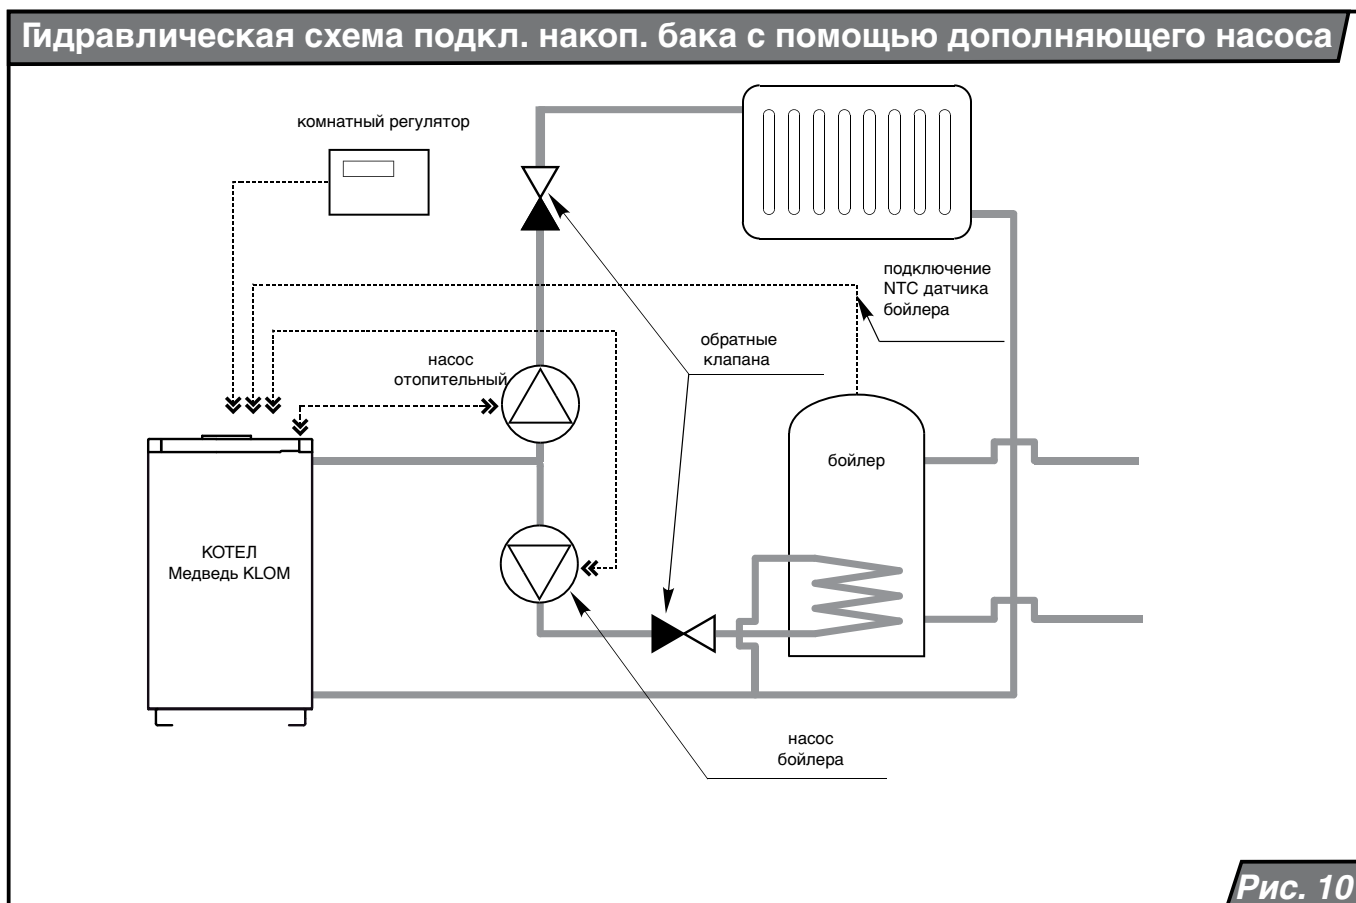 Гидравлическая схема подкл. накоп. бака с помощью дополняющего насоса
комнатный регулятор
подключение
NTC датчика
бойлера
обратные
клапана
насос
отопительный
бойлер
КОТЕЛ
Медведь KLOM
насос
бойлера
Рис. 10